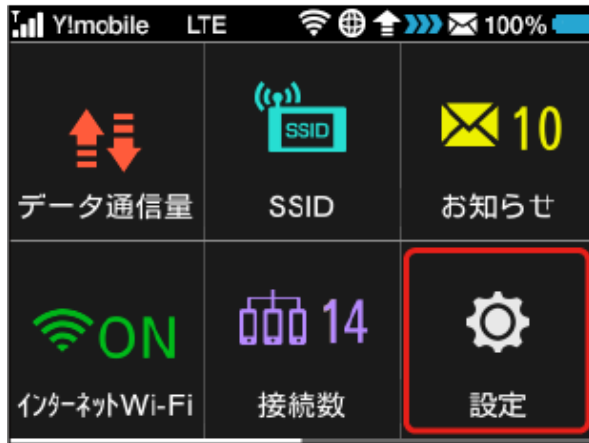 Y!mobile LTE 100%
SSID 10
データ通信量 SSID お知らせ
ON 14
インターネットWi-Fi 接続数 設定